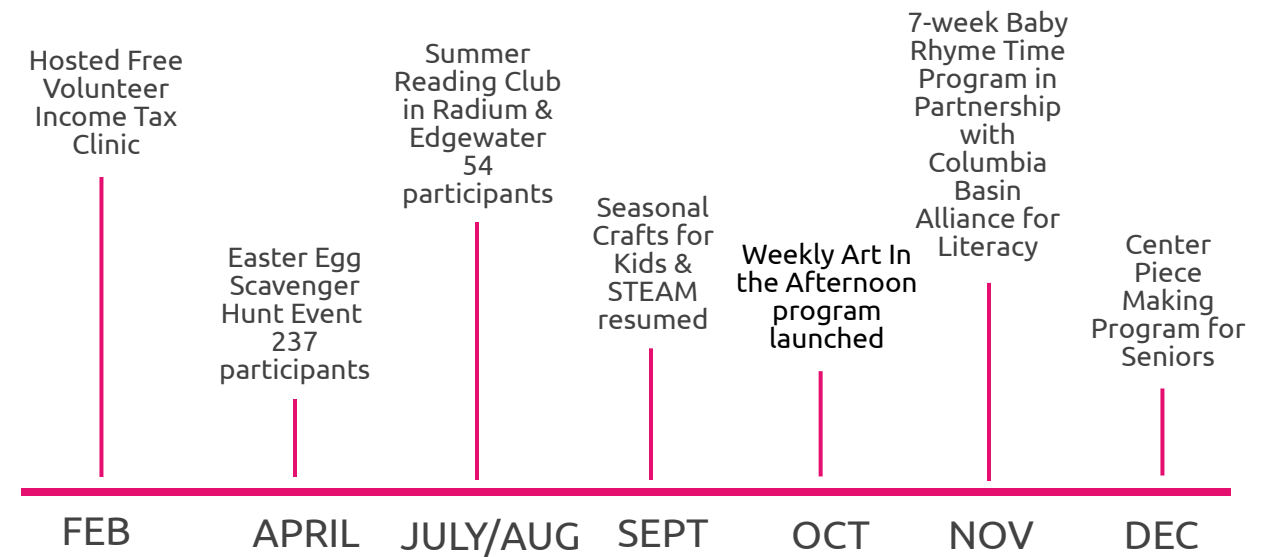 Hosted Free
Volunteer
Income Tax
Clinic
Easter Egg
Scavenger
Hunt Event
237
participants
Summer
Reading Club
in Radium &
Edgewater
54
participants
Seasonal
Crafts for
Kids &
STEAM
resumed
Weekly Art In
the Afternoon
program
launched
7-week Baby
Rhyme Time
Program in
Partnership
with
Columbia
Basin
Alliance for
Literacy
Center
Piece
Making
Program for
Seniors
FEB
APRIL
JULY/AUG
SEPT
OCT
NOV
DEC